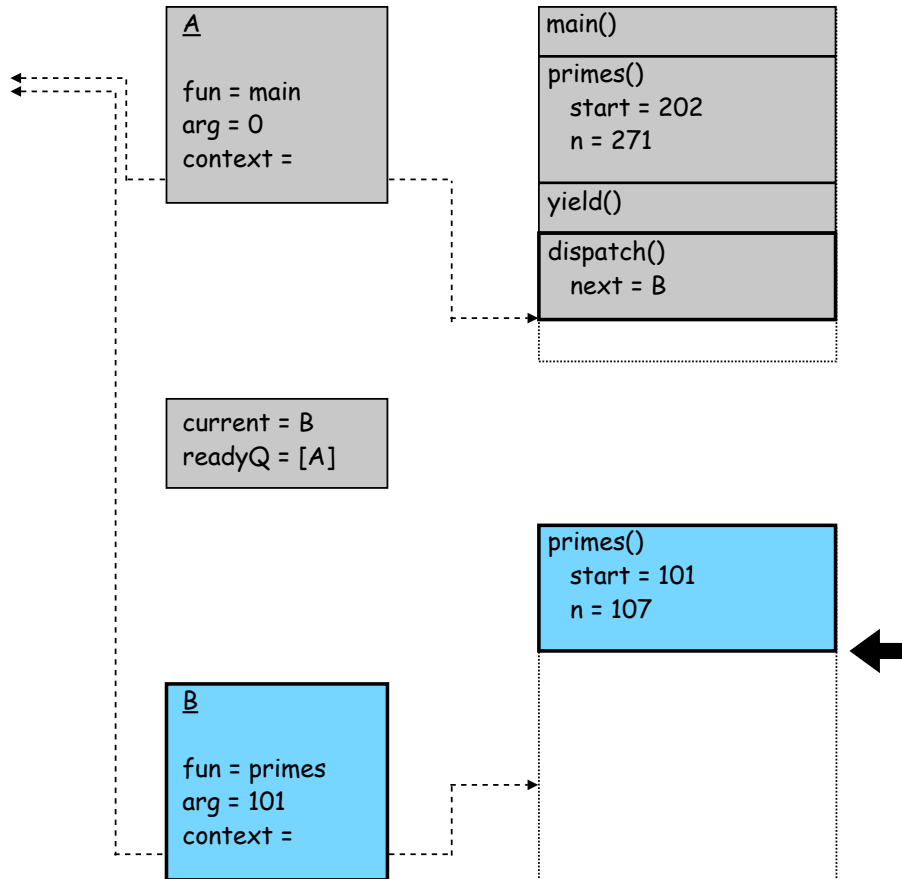 A
fun = main
arg = 0
context =
main()
primes()
start = 202
n = 271
yield()
dispatch()
next = B
current = B
readyQ = [A]
primes()
start = 101
n = 107
B
fun = primes
arg = 101
context =